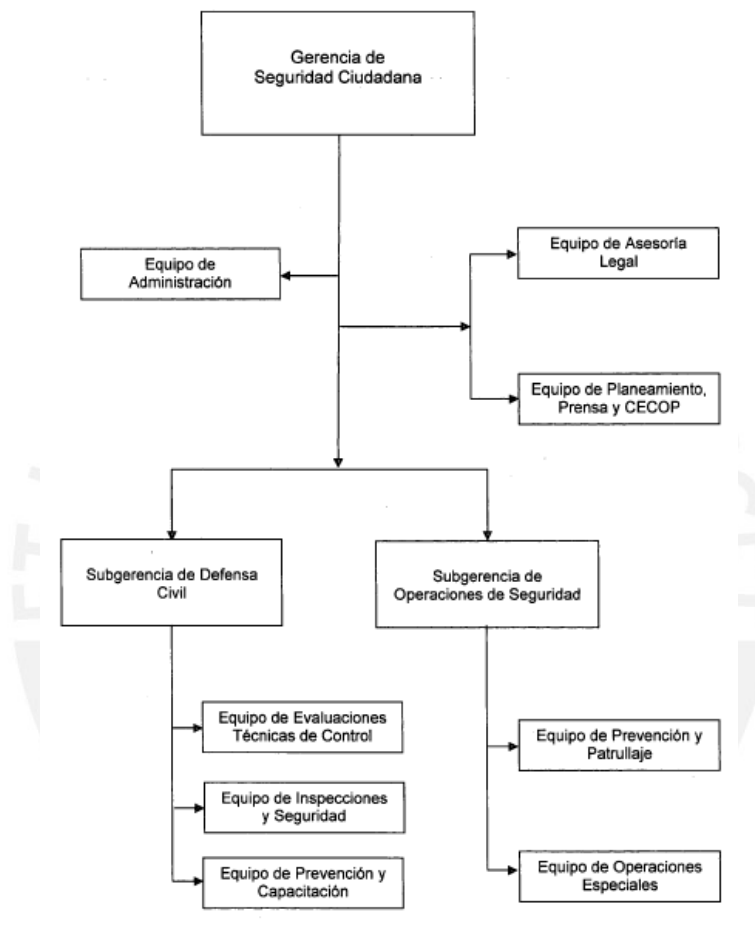 Gerencia de
Seguridad Ciudadana
Equipo de
Administración
Equipo de Asesoría
Legal
Equipo de Planeamiento,
Prensa y CECOP
Subgerencia de Defensa
Civil
Subgerencia de
Operaciones de Seguridad
Equipo de Evaluaciones
Técnicas de Control
Equipo de Inspecciones
y Seguridad
Equipo de Prevención y
Capacitación
Equipo de Prevención y
Patrullaje
Equipo de Operaciones
Especiales